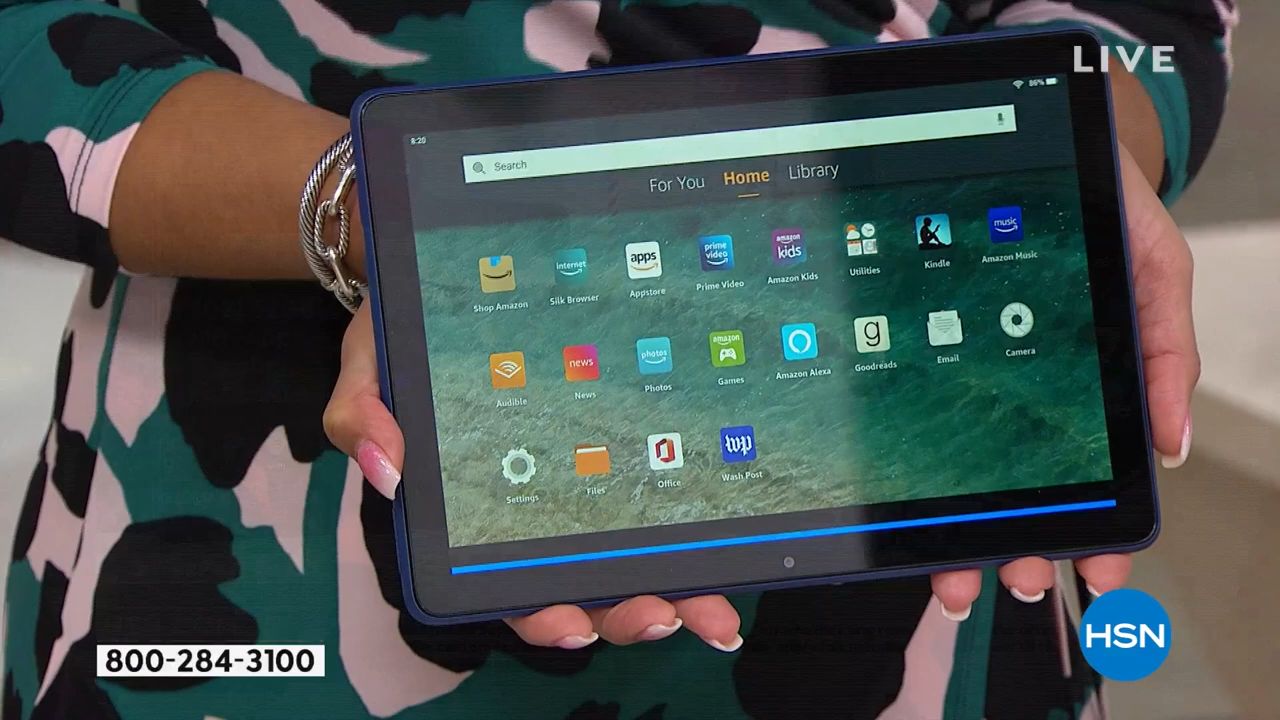 LIVE
8:20
86%
Search
For You Home Library
amazon kids
prime video
music
internet
apps
Shop Amazon Silk Browser Appstore Prime Video Amazon Kids Utilities Kindle Amazon Music
news
photos
amazon
g
Audible News Photos Games Amazon Alexa Goodreads Email Camera
wp
Settings Files Office Wash Post
800-284-3100
HSN